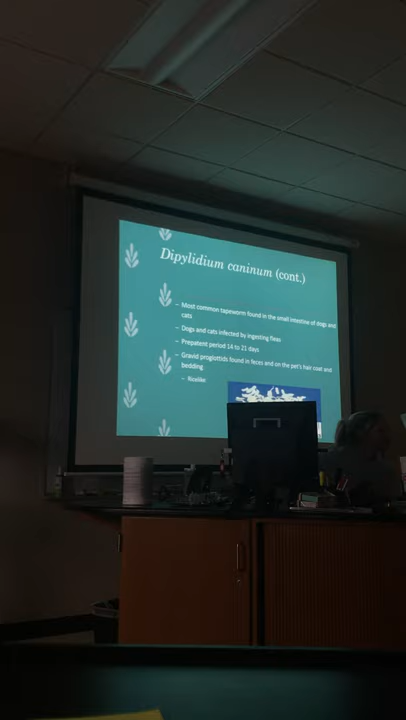 Dipylidium caninum (cont.)
– Most common tapeworm found in the small intestine of dogs and
cats
– Dogs and cats infected by ingesting fleas
– Prepatent period 14 to 21 days
– Gravid proglottids found in feces and on the pet's hair coat and
bedding
– Ricelike